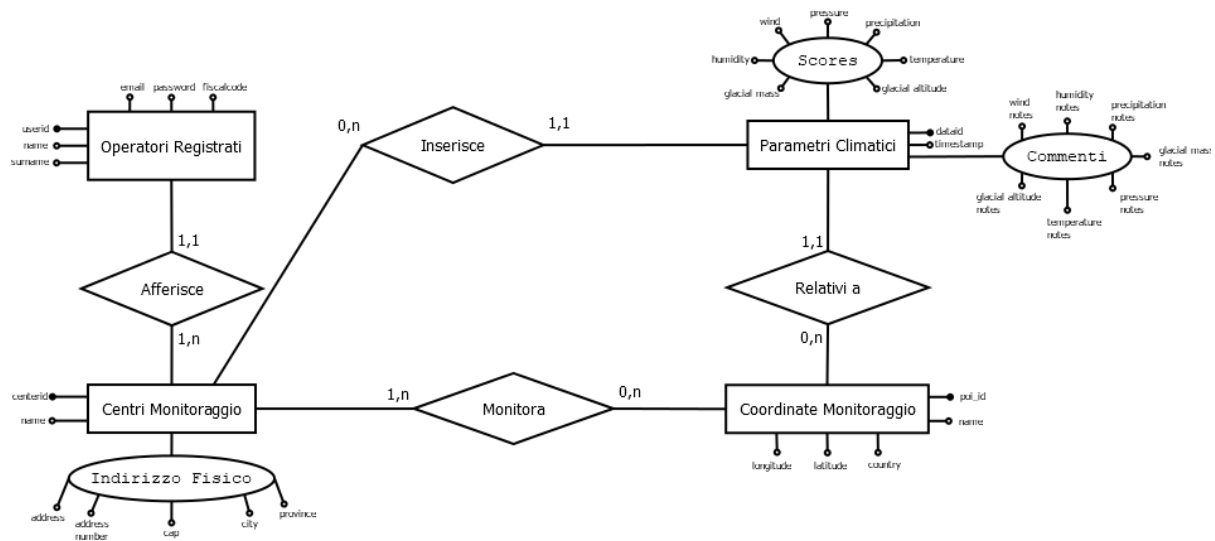 email
password
fiscalcode
userid
name
surname
Operatori Registrati
0,n
Inserisce
1,1
wind
pressure
precipitation
humidity
Scores
temperature
glacial mass
glacial altitude
Parametri Climatici
dataid
timestamp
wind
notes
humidity
notes
precipitation
notes
Commenti
glacial mass
notes
glacial altitude
notes
pressure
notes
temperature
notes
1,1
Afferisce
1,n
1,1
Relativi a
0,n
centerid
name
Centri Monitoraggio
1,n
Monitora
0,n
Coordinate Monitoraggio
poi_id
name
longitude
latitude
country
Indirizzo Fisico
address
address
number
cap
city
province